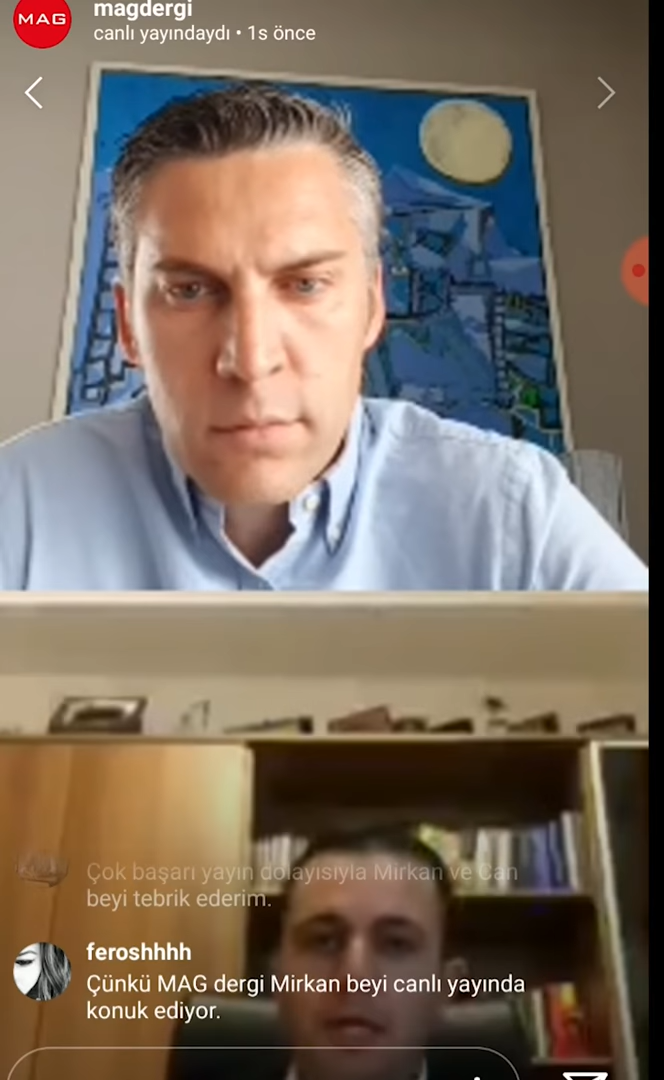 MAG
magdergi
canlı yayındaydı • 1s önce
Çok başarı yayın dolayısıyla Mirkan ve Can
beyi tebrik ederim.
feroshhhh
Çünkü MAG dergi Mirkan beyi canlı yayında
konuk ediyor.